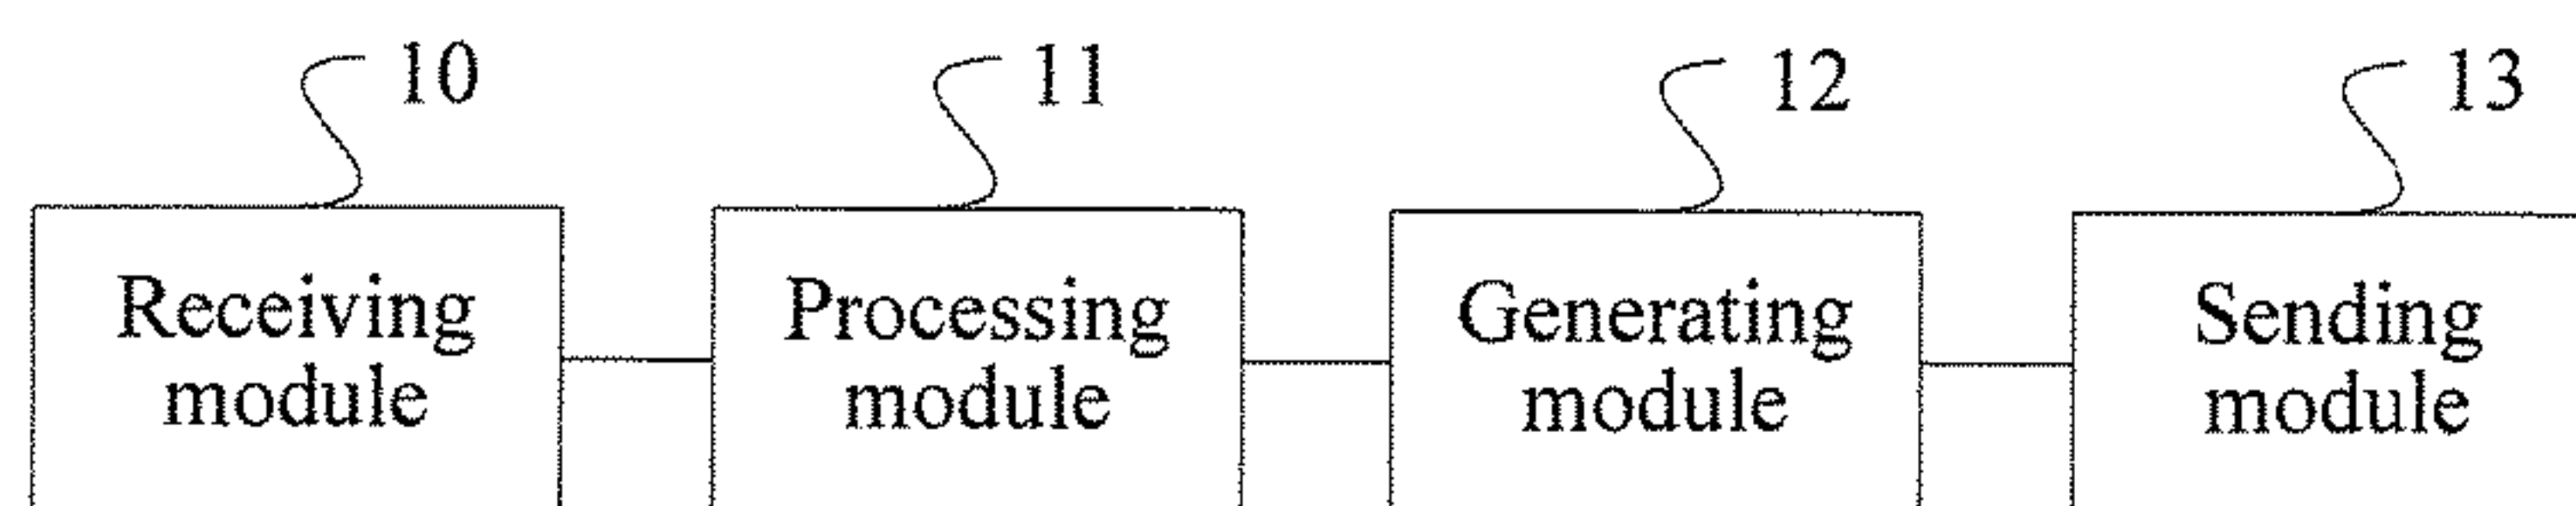 10
11
12
13
Receiving
module
Processing
module
Generating
module
Sending
module